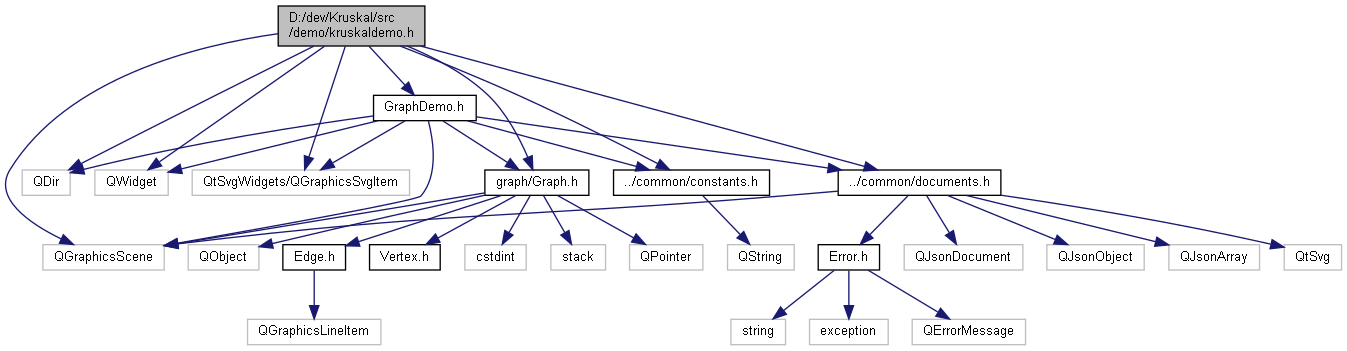 D:/dev/Kruskal/src
/demo/kruskaldemo.h
GraphDemo.h
QDir
QWidget
QtSvgWidgets/QGraphicsSvgItem
graph/Graph.h
../common/constants.h
../common/documents.h
QGraphicsScene
QObject
Edge.h
Vertex.h
cstdint
stack
QPointer
QString
Error.h
QJsonDocument
QJsonObject
QJsonArray
QtSvg
QGraphicsLineItem
string
exception
QErrorMessage